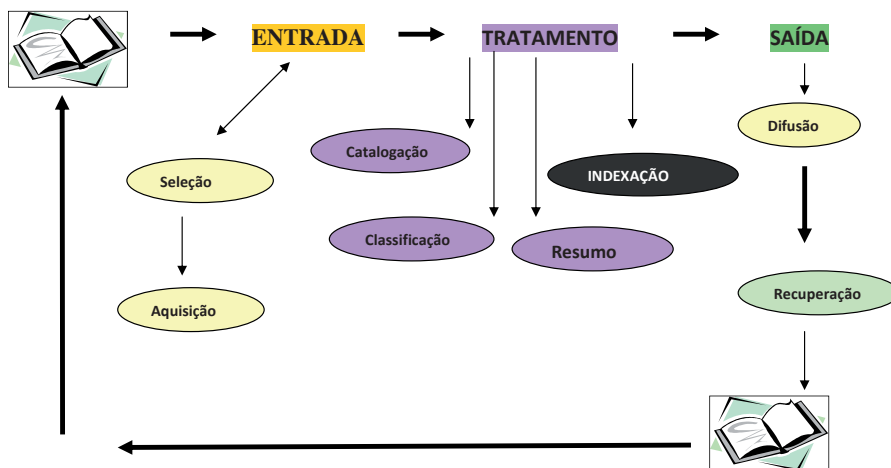 ENTRADA
TRATAMENTO
SAÍDA
Difusão
Catalogação
Seleção
INDEXAÇÃO
Classificação
Resumo
Recuperação
Aquisição